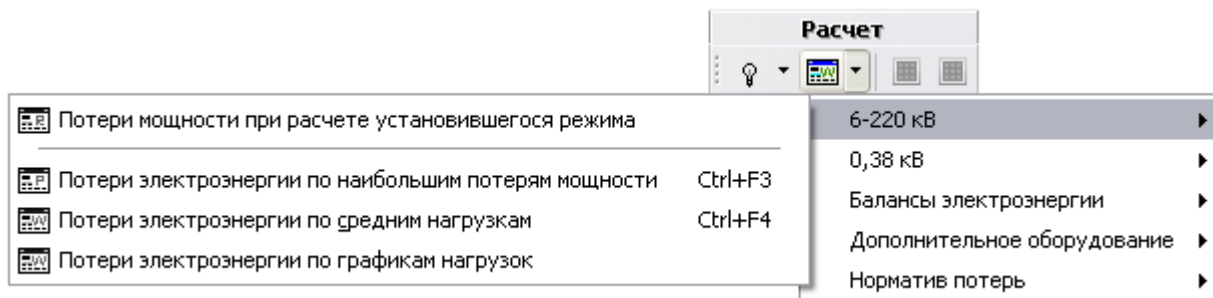 Расчет
6-220 кВ
0,38 кВ
Балансы электроэнергии
Дополнительное оборудование
Норматив потерь
Потери мощности при расчете установившегося режима
Потери электроэнергии по наибольшим потерям мощности Ctrl+F3
Потери электроэнергии по средним нагрузкам Ctrl+F4
Потери электроэнергии по графикам нагрузок